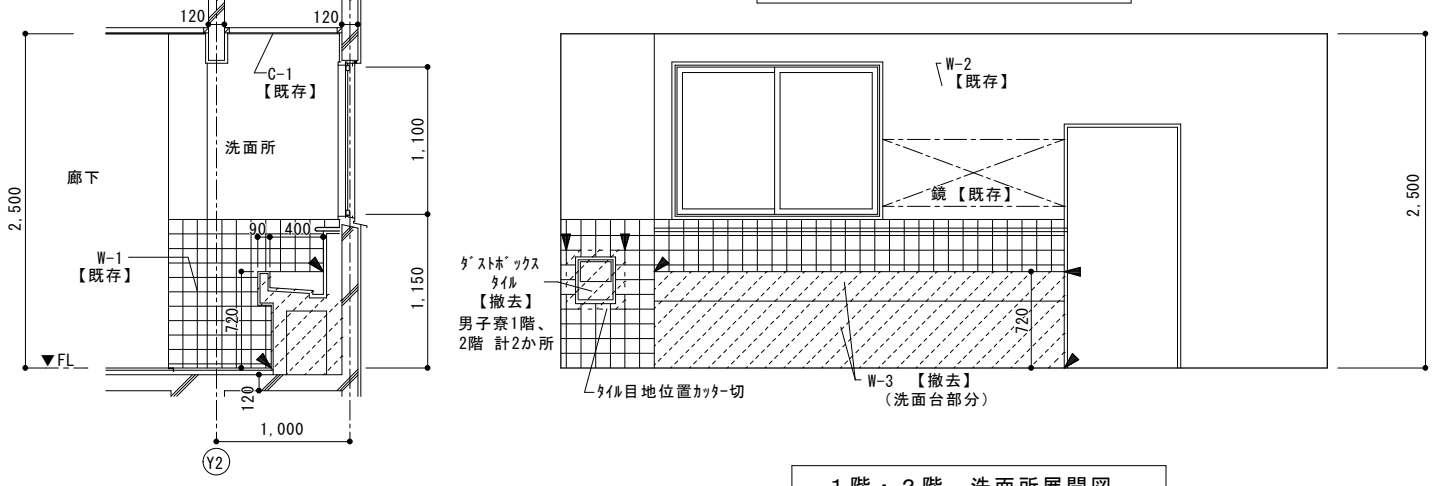 120
120
C-1
【既存】
洗面所
廊下
2,500
1,100
1,150
90
400
W-1
【既存】
720
▼FL
120
1,000
Y2
W-2
【既存】
鏡【既存】
2,500
ﾀﾞｽﾄﾎﾞｯｸｽ
ﾀｲﾙ
【撤去】
男子寮1階、
2階 計2か所
720
ﾀｲﾙ目地位置ｶｯﾀｰ切
W-3 【撤去】
（洗面台部分）
1階・2階 洗面所展開図